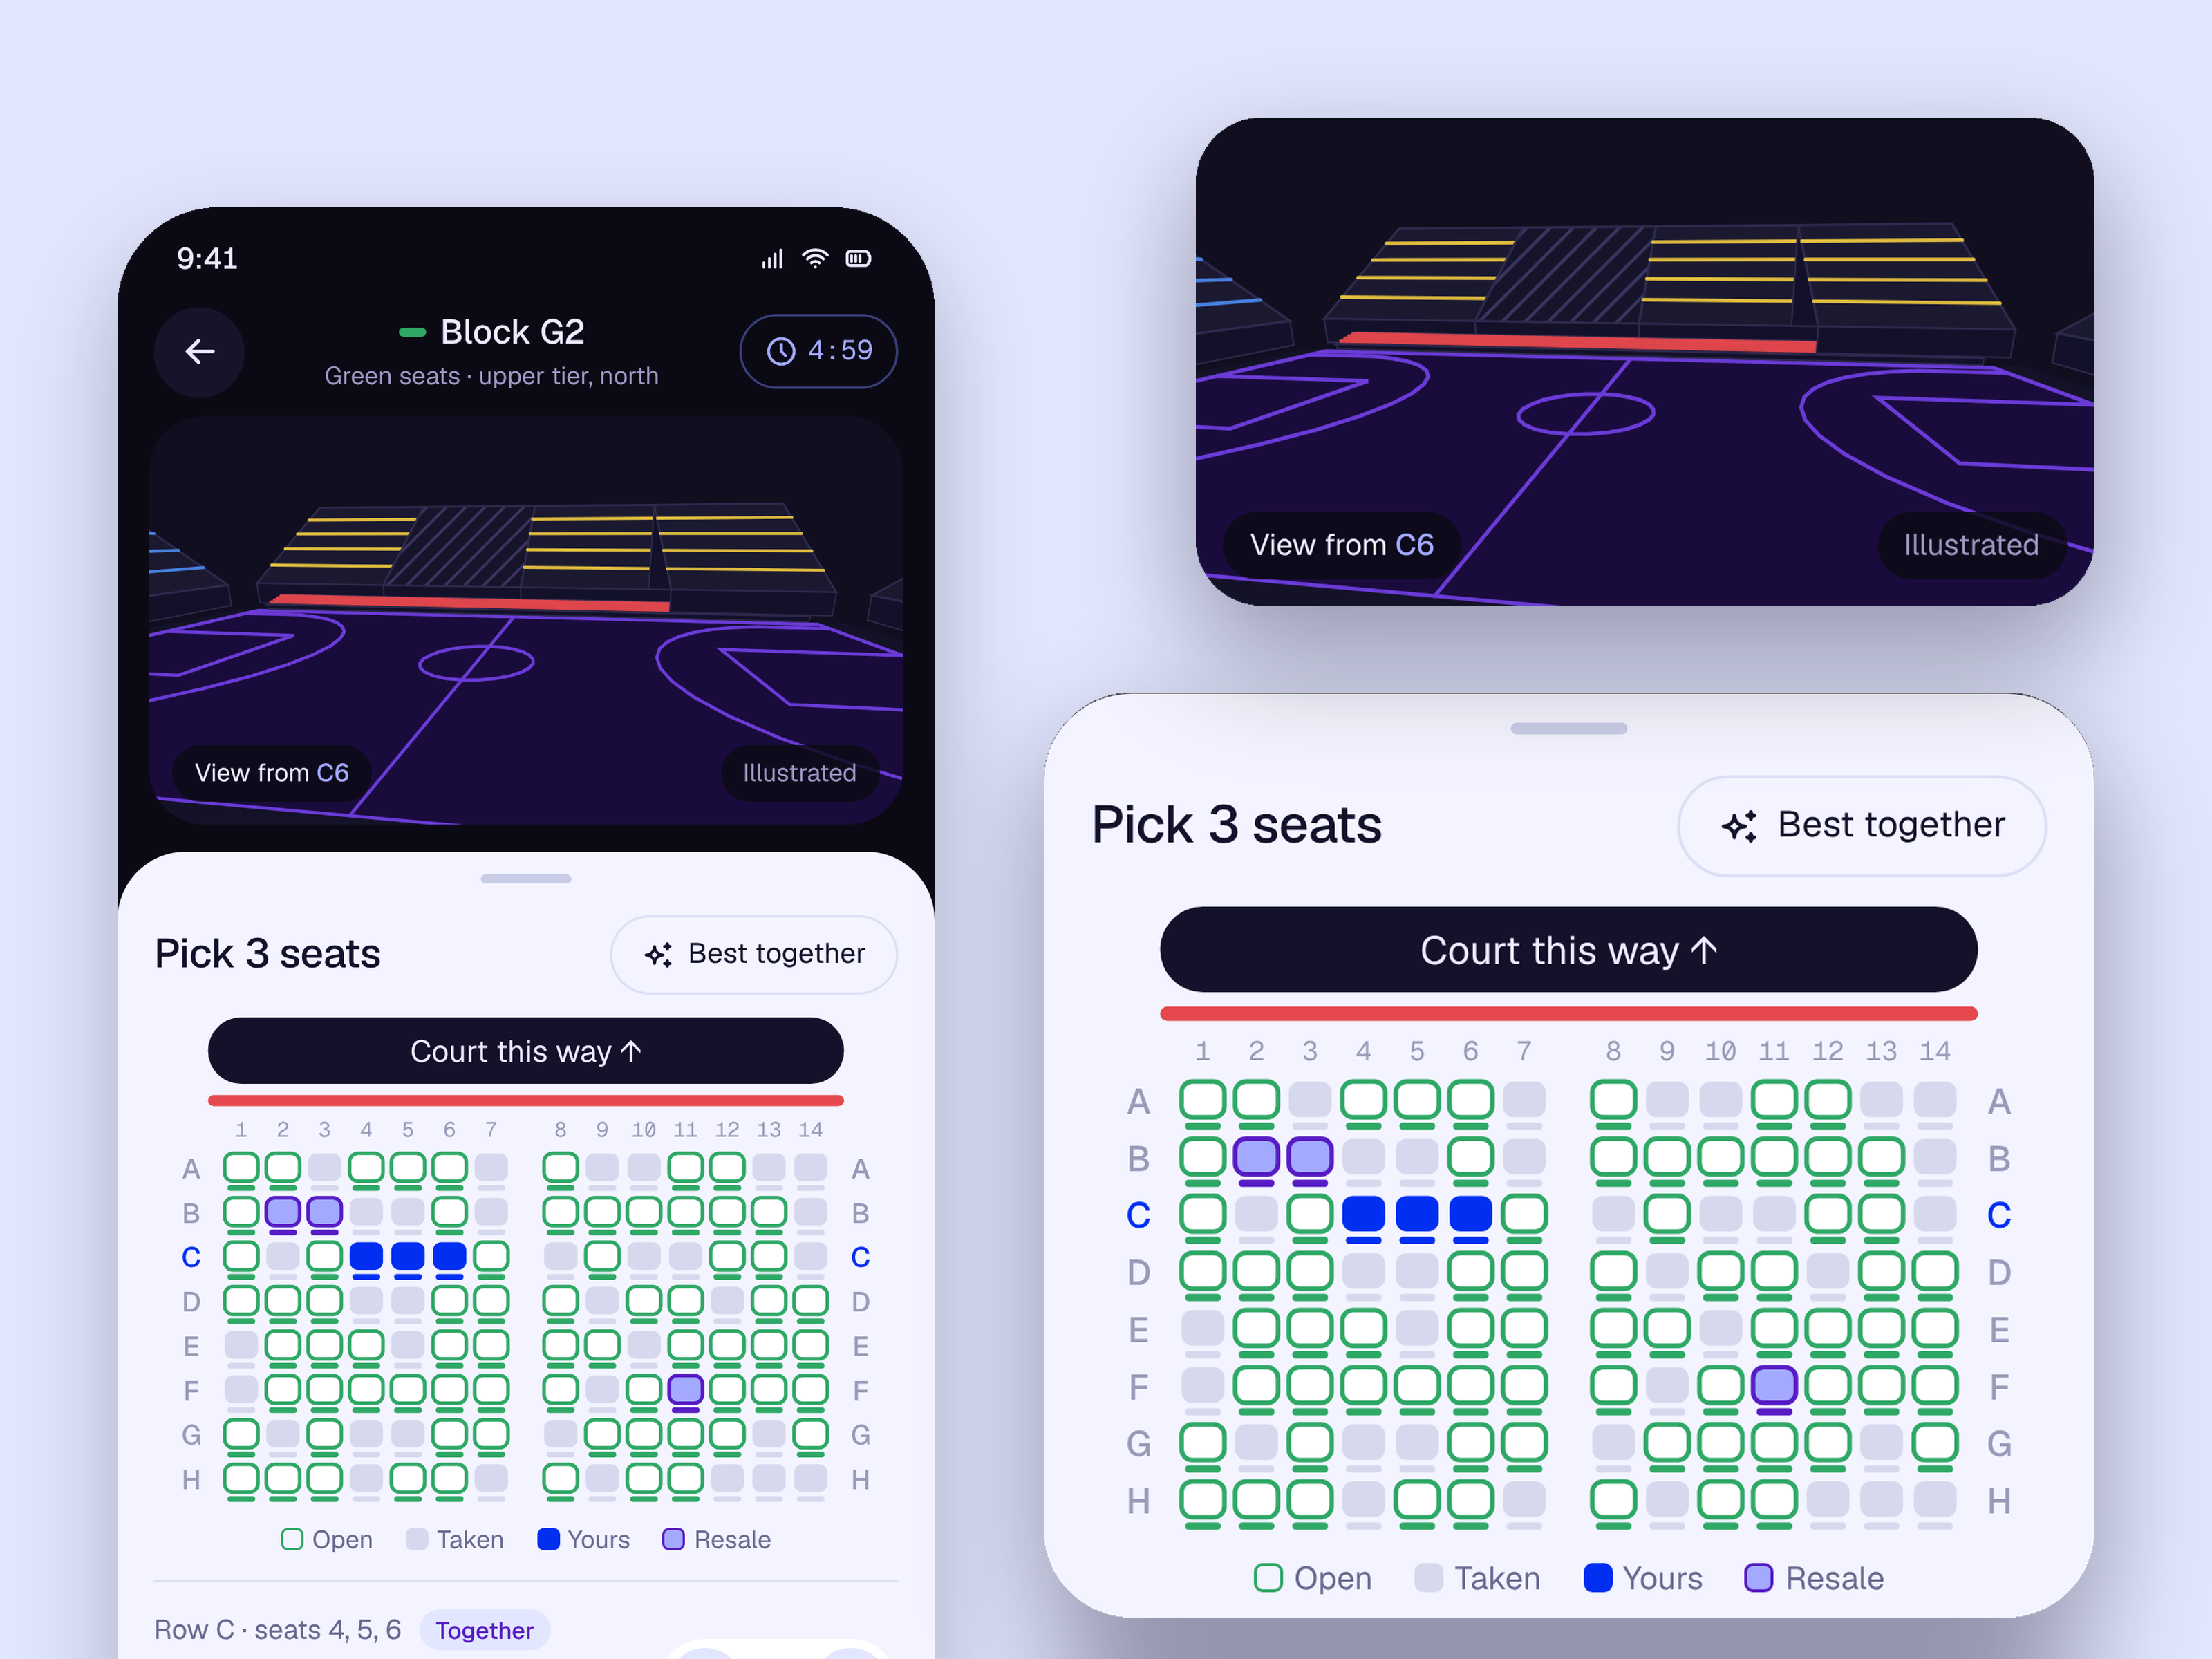 9:41
Block G2
4:59
Green seats · upper tier, north
View from C6
Illustrated
Pick 3 seats
Best together
Court this way ↑
1 2 3 4 5 6 7 8 9 10 11 12 13 14
A A
B B
C C
D D
E E
F F
G G
H H
Open Taken Yours Resale
Row C · seats 4, 5, 6 Together
View from C6
Illustrated
Pick 3 seats
Best together
Court this way ↑
1 2 3 4 5 6 7 8 9 10 11 12 13 14
A A
B B
C C
D D
E E
F F
G G
H H
Open Taken Yours Resale